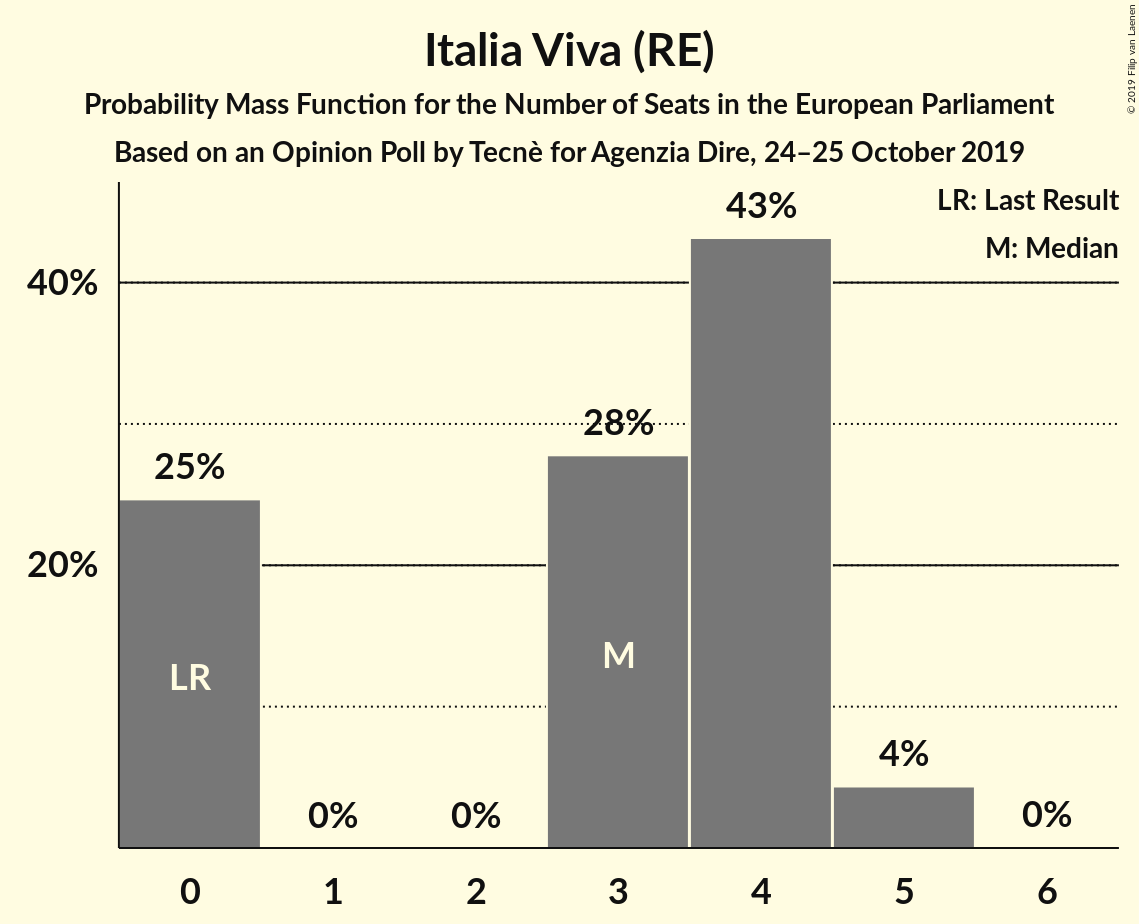 Italia Viva (RE)
Probability Mass Function for the Number of Seats in the European Parliament
Based on an Opinion Poll by Tecnè for Agenzia Dire, 24–25 October 2019
© 2019 Filip van Laenen
LR: Last Result
M: Median
43%
40%
28%
25%
20%
LR
M
4%
0%
0%
0%
0 1 2 3 4 5 6